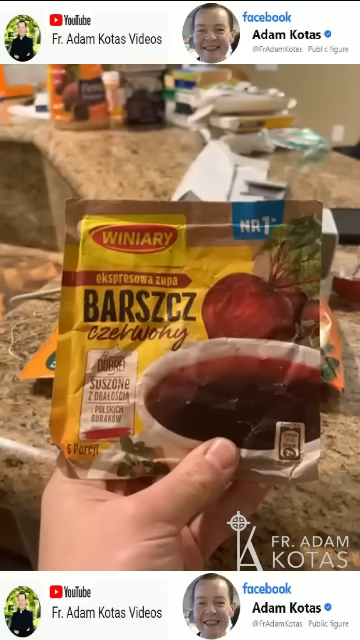 YouTube
Fr. Adam Kotas Videos
facebook
Adam Kotas
@FrAdamKotas · Public figure
WINIARY
NR 1
ekspresowa zupa
BARSZCZ
czerwony
DOBRE!
SUSZONE
Z DBAŁOŚCIĄ
Z POLSKICH
BURAKÓW
5 Porcji
FR. ADAM
KOTAS
YouTube
Fr. Adam Kotas Videos
facebook
Adam Kotas
@FrAdamKotas · Public figure